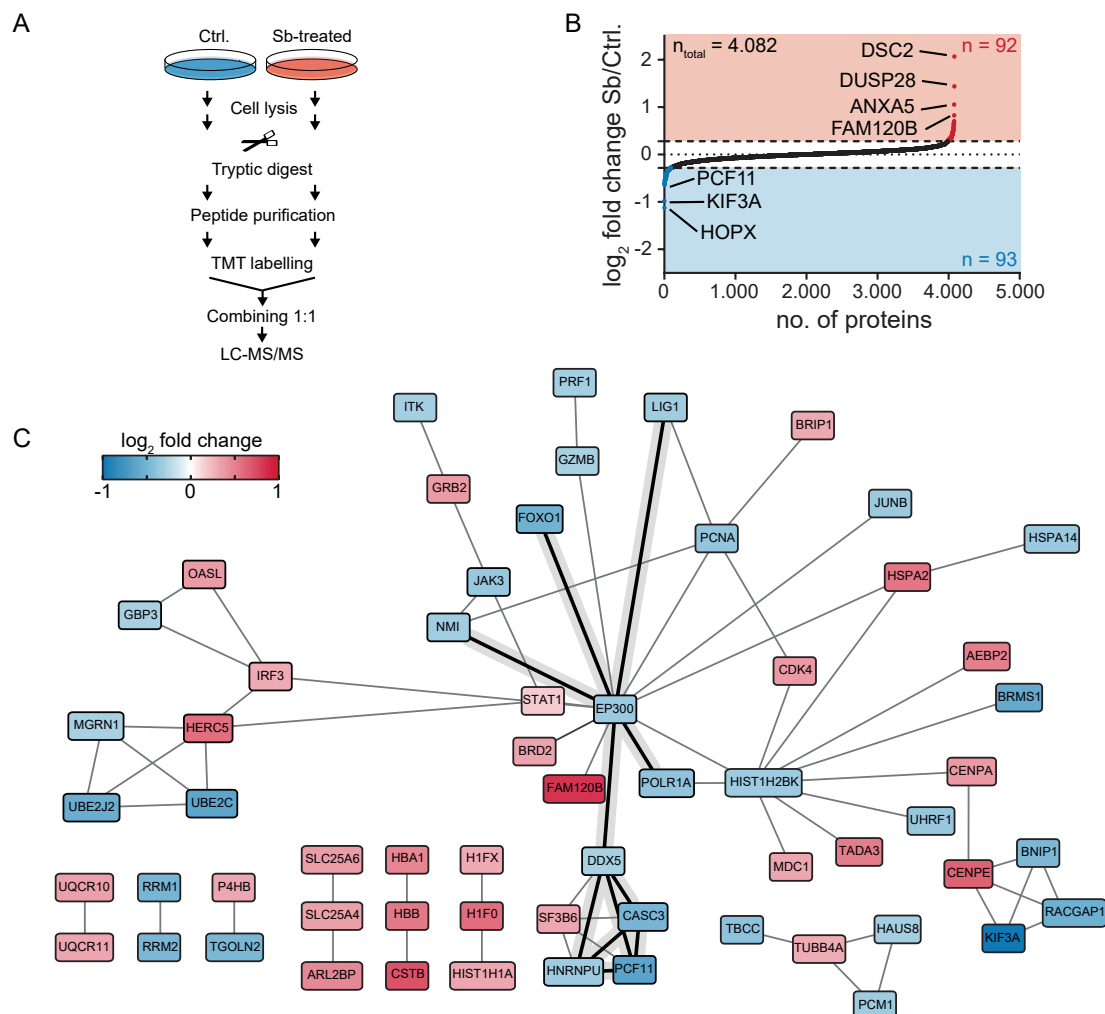 A
Ctrl.
Sb-treated
Cell lysis
Tryptic digest
Peptide purification
TMT labelling
Combining 1:1
LC-MS/MS
B
log2 fold change Sb/Ctrl.
2
1
0
-1
-2
ntotal = 4.082
n = 92
DSC2
DUSP28
ANXA5
FAM120B
PCF11
KIF3A
HOPX
n = 93
0
1.000
2.000
3.000
4.000
5.000
no. of proteins
C
log2 fold change
-1
0
1
PRF1
ITK
LIG1
BRIP1
GZMB
GRB2
JUNB
FOXO1
PCNA
HSPA14
OASL
JAK3
HSPA2
GBP3
NMI
AEBP2
CDK4
IRF3
BRMS1
STAT1
EP300
MGRN1
HERC5
BRD2
CENPA
FAM120B
POLR1A
HIST1H2BK
UBE2J2
UBE2C
UHRF1
TADA3
BNIP1
SLC25A6
HBA1
H1FX
DDX5
MDC1
CENPE
UQCR10
RRM1
P4HB
RACGAP1
SLC25A4
HBB
H1F0
SF3B6
CASC3
TBCC
HAUS8
KIF3A
UQCR11
RRM2
TGOLN2
TUBB4A
ARL2BP
CSTB
HIST1H1A
HNRNPU
PCF11
PCM1